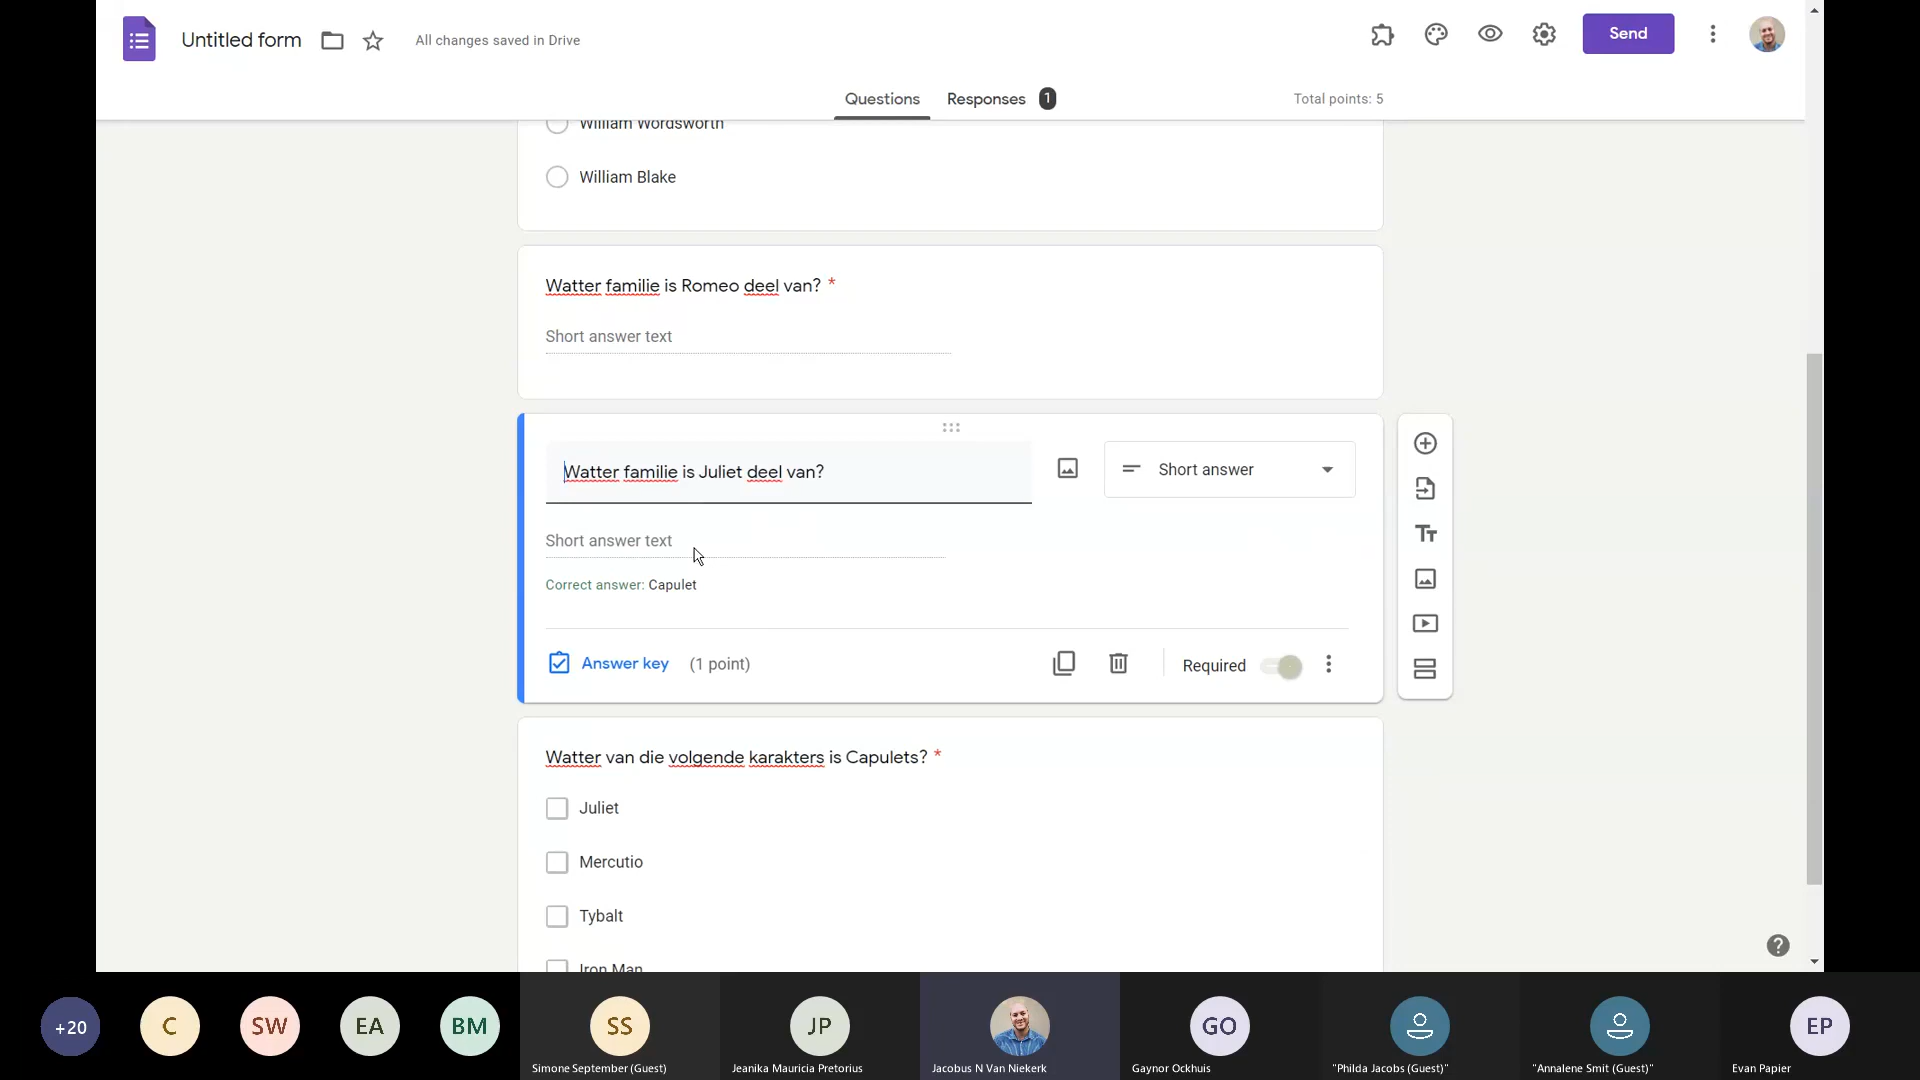 Untitled form
All changes saved in Drive
Send
Questions
Responses
1
Total points: 5
William Wordsworth
William Blake
Watter familie is Romeo deel van? *
Short answer text
Watter familie is Juliet deel van?
Short answer
Short answer text
Correct answer: Capulet
Answer key
(1 point)
Required
Watter van die volgende karakters is Capulets? *
Juliet
Mercutio
Tybalt
Iron Man
+20
C
SW
EA
BM
SS
JP
GO
EP
Simone September (Guest)
Jeanika Mauricia Pretorius
Jacobus N Van Niekerk
Gaynor Ockhuis
"Philda Jacobs (Guest)"
"Annalene Smit (Guest)"
Evan Papier